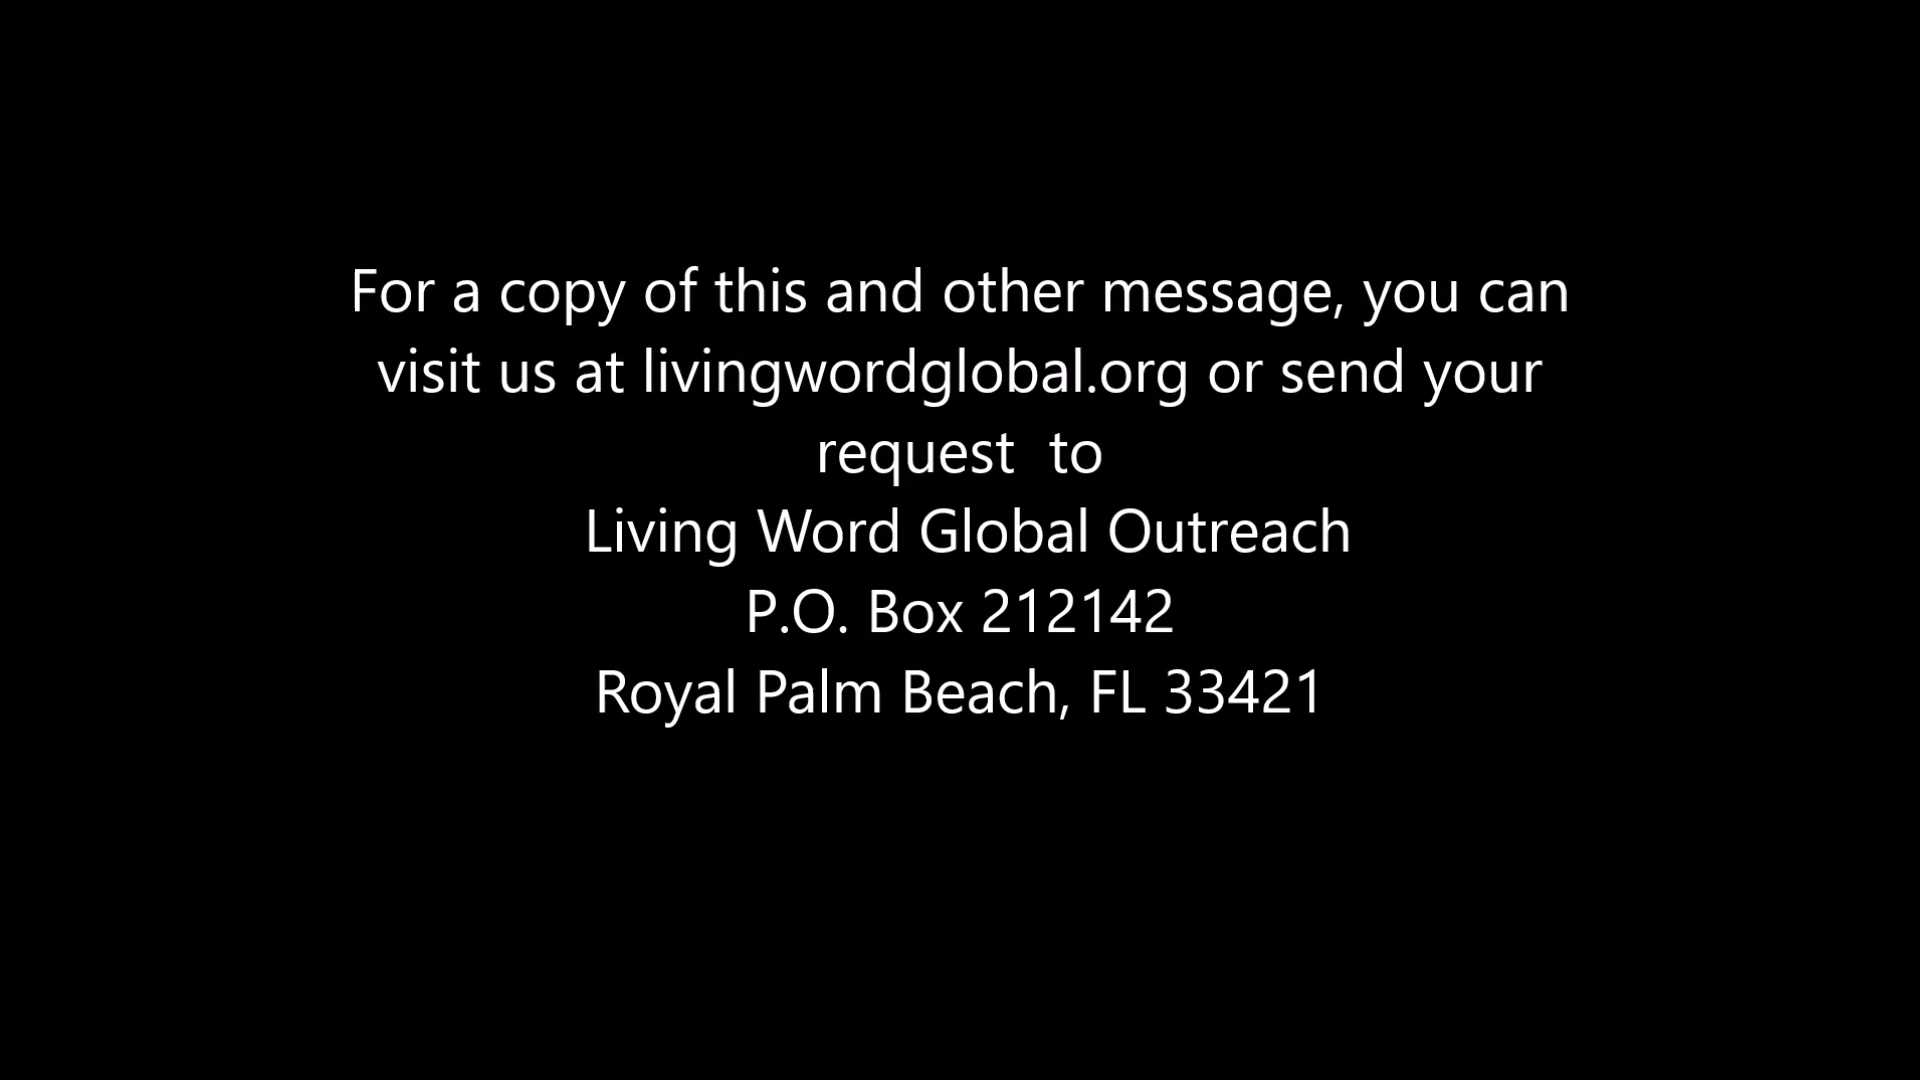 For a copy of this and other message, you can
visit us at livingwordglobal.org or send your
request  to
Living Word Global Outreach
P.O. Box 212142
Royal Palm Beach, FL 33421